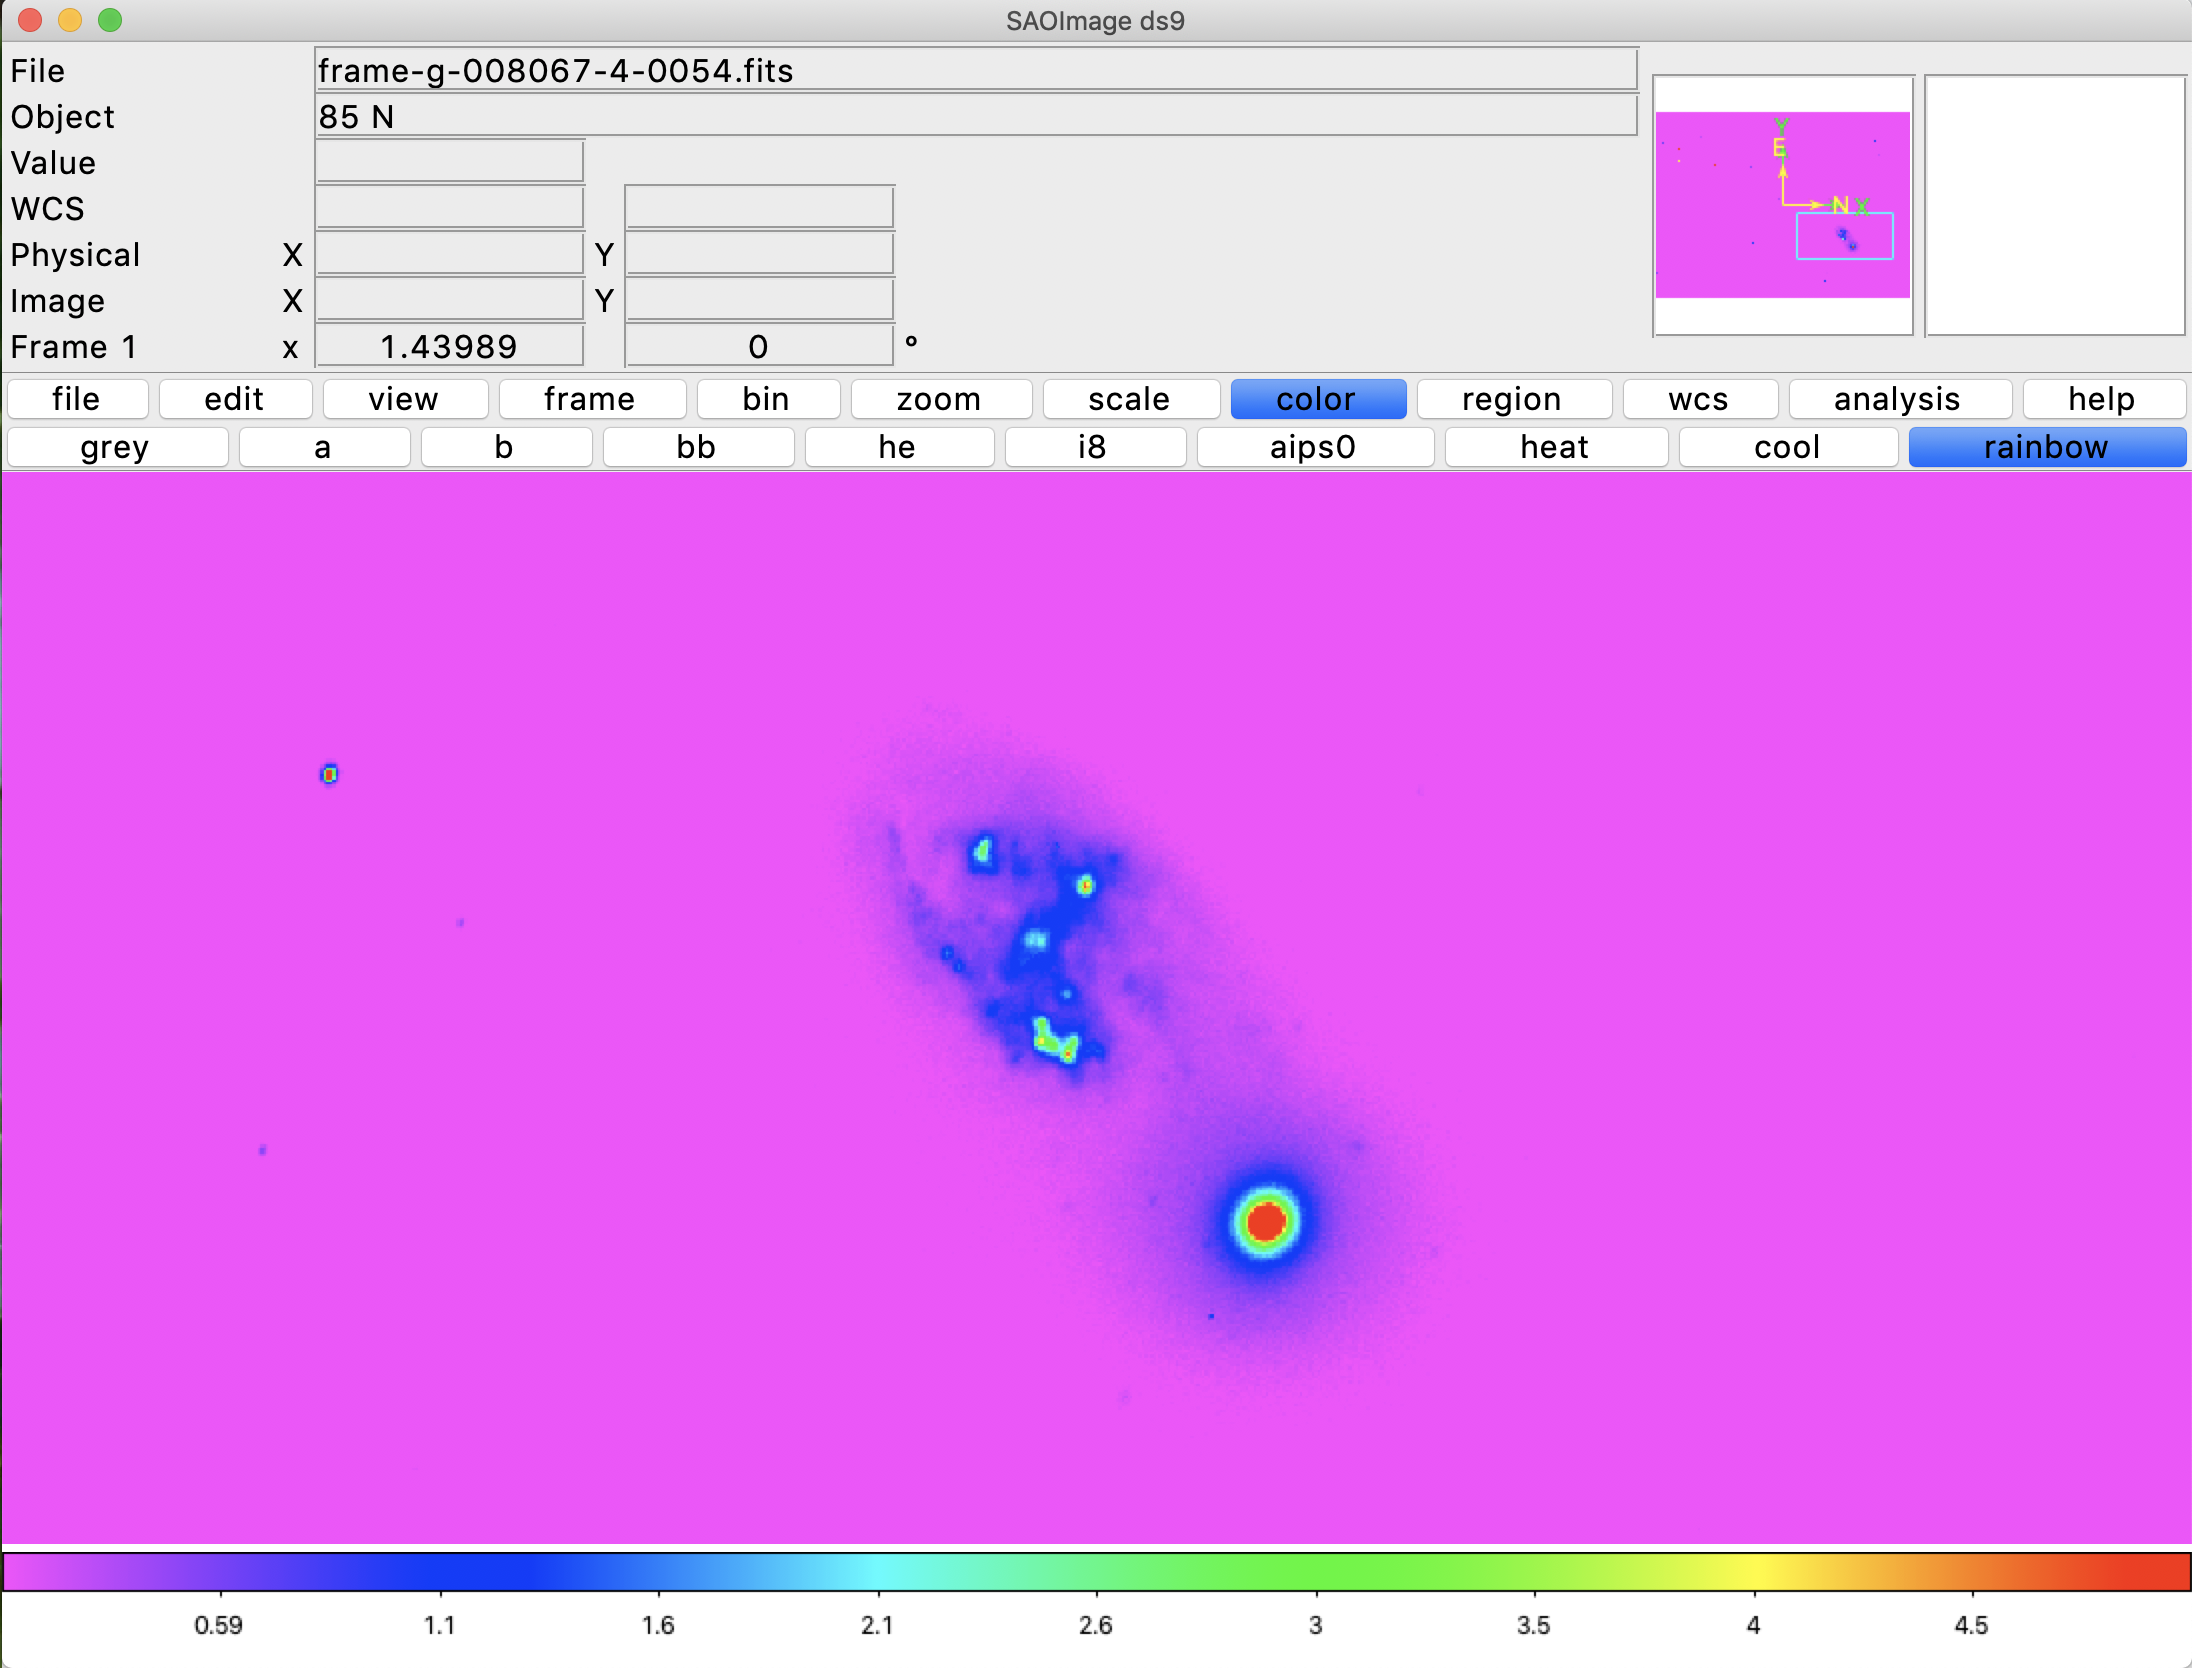 SAOImage ds9
File frame-g-008067-4-0054.fits
Object 85 N
Value
WCS
Physical X Y
Image X Y
Frame 1 x 1.43989 0 °
Y
E
N X
file edit view frame bin zoom scale color region wcs analysis help
grey a b bb he i8 aips0 heat cool rainbow
0.59 1.1 1.6 2.1 2.6 3 3.5 4 4.5